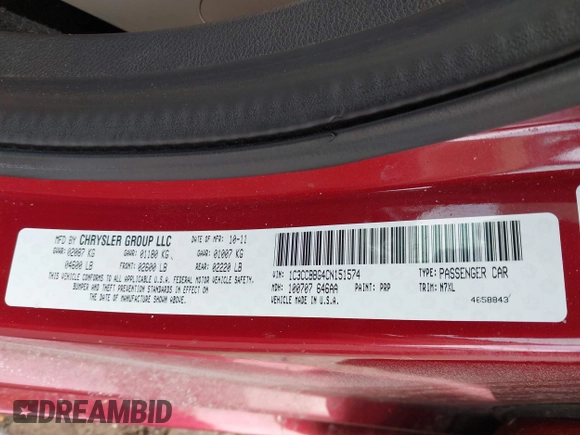 MFD BY CHRYSLER GROUP LLC DATE OF MFR 10-11
GVWR: 02087 KG GAWR: 01180 KG, GAWR: 01007 KG
04600 LB FRONT: 02600 LB REAR: 02220 LB
THIS VEHICLE CONFORMS TO ALL APPLICABLE U.S.A. FEDERAL MOTOR VEHICLE SAFETY,
BUMPER AND THEFT PREVENTION STANDARDS IN EFFECT ON
THE DATE OF MANUFACTURE SHOWN ABOVE.
VIN: 1C3CCBBG4CN151574 TYPE: PASSENGER CAR
MDH: 100707 646AA PAINT: PRP TRIM: N7XL
VEHICLE MADE IN U.S.A. 4658843
DREAMBID